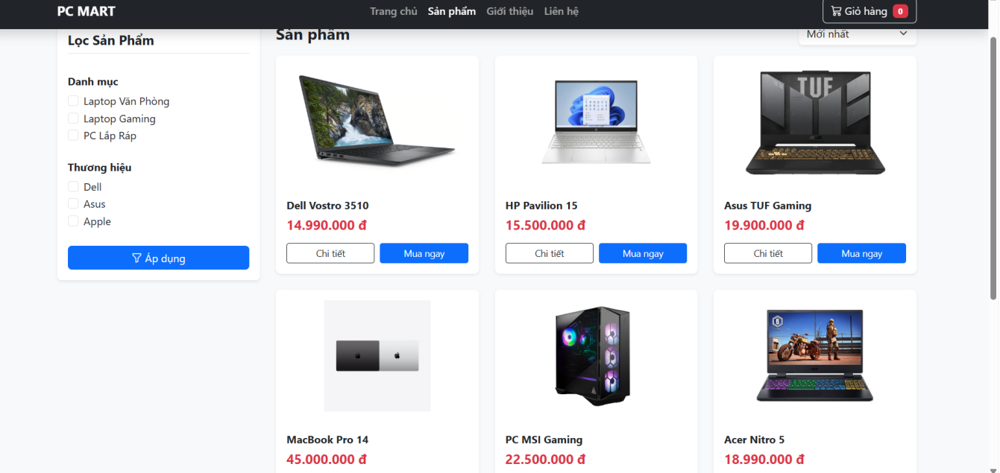 PC MART
Trang chủ Sản phẩm Giới thiệu Liên hệ
Giỏ hàng 0
Lọc Sản Phẩm
Danh mục
Laptop Văn Phòng
Laptop Gaming
PC Lắp Ráp
Thương hiệu
Dell
Asus
Apple
Áp dụng
Sản phẩm
Mới nhất
TUF
Dell Vostro 3510
14.990.000 đ
Chi tiết Mua ngay
HP Pavilion 15
15.500.000 đ
Chi tiết Mua ngay
Asus TUF Gaming
19.900.000 đ
Chi tiết Mua ngay
MacBook Pro 14
45.000.000 đ
PC MSI Gaming
22.500.000 đ
Acer Nitro 5
18.990.000 đ